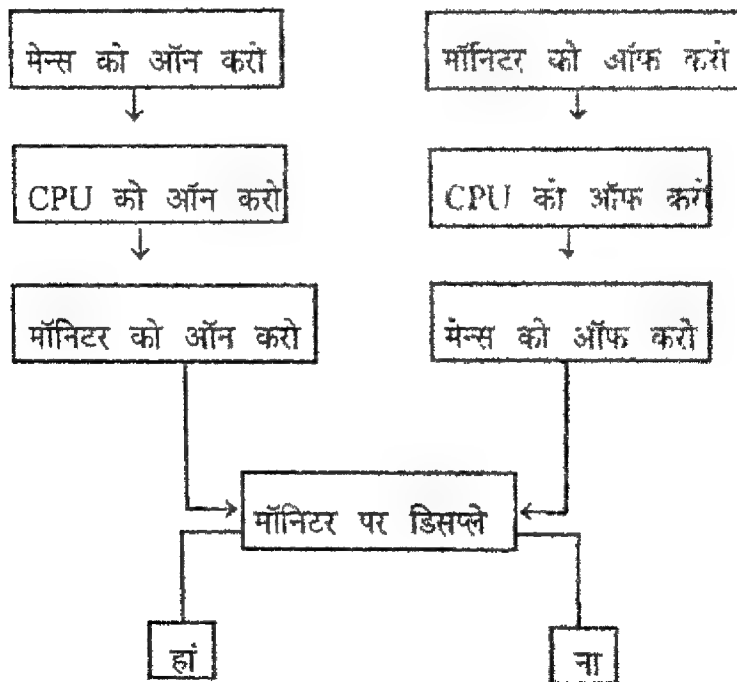 मेन्स को ऑन करो
मॉनिटर को ऑफ करो
CPU को ऑन करो
CPU को ऑफ करो
मॉनिटर को ऑन करो
मेन्स को ऑफ करो
मॉनिटर पर डिसप्ले
हां
ना